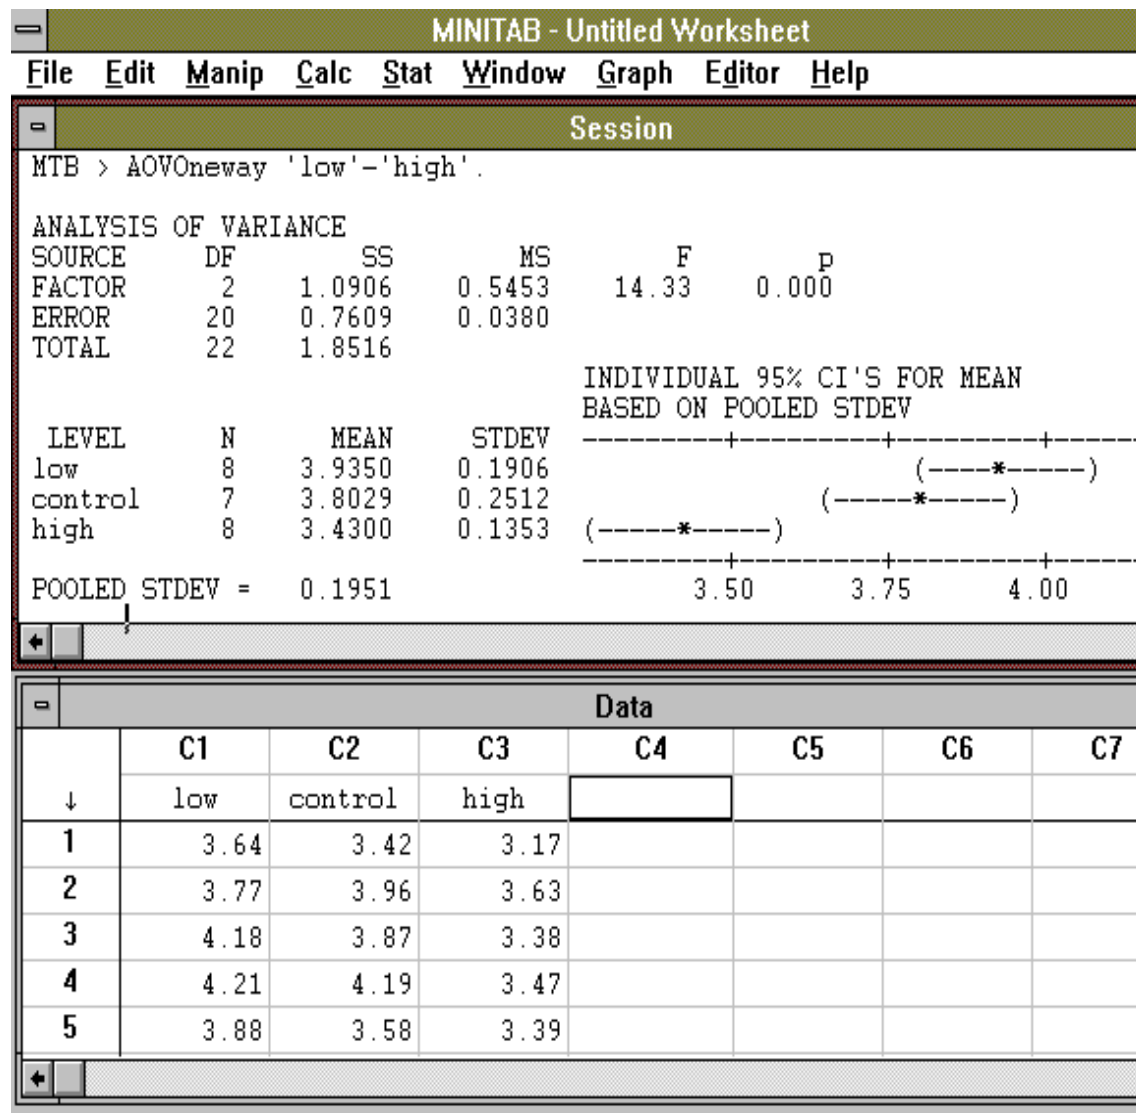 MINITAB - Untitled Worksheet
File Edit Manip Calc Stat Window Graph Editor Help
Session
MTB > AOVOneway 'low'-'high'.
ANALYSIS OF VARIANCE
SOURCE DF SS MS F p
FACTOR 2 1.0906 0.5453 14.33 0.000
ERROR 20 0.7609 0.0380
TOTAL 22 1.8516
INDIVIDUAL 95% CI'S FOR MEAN
BASED ON POOLED STDEV
LEVEL N MEAN STDEV ---------+---------+---------+------
low 8 3.9350 0.1906 (----*-----)
control 7 3.8029 0.2512 (-----*-----)
high 8 3.4300 0.1353 (-----*-----)
---------+---------+---------+------
POOLED STDEV = 0.1951 3.50 3.75 4.00
Data
C1 C2 C3 C4 C5 C6 C7
↓ low control high
1 3.64 3.42 3.17
2 3.77 3.96 3.63
3 4.18 3.87 3.38
4 4.21 4.19 3.47
5 3.88 3.58 3.39